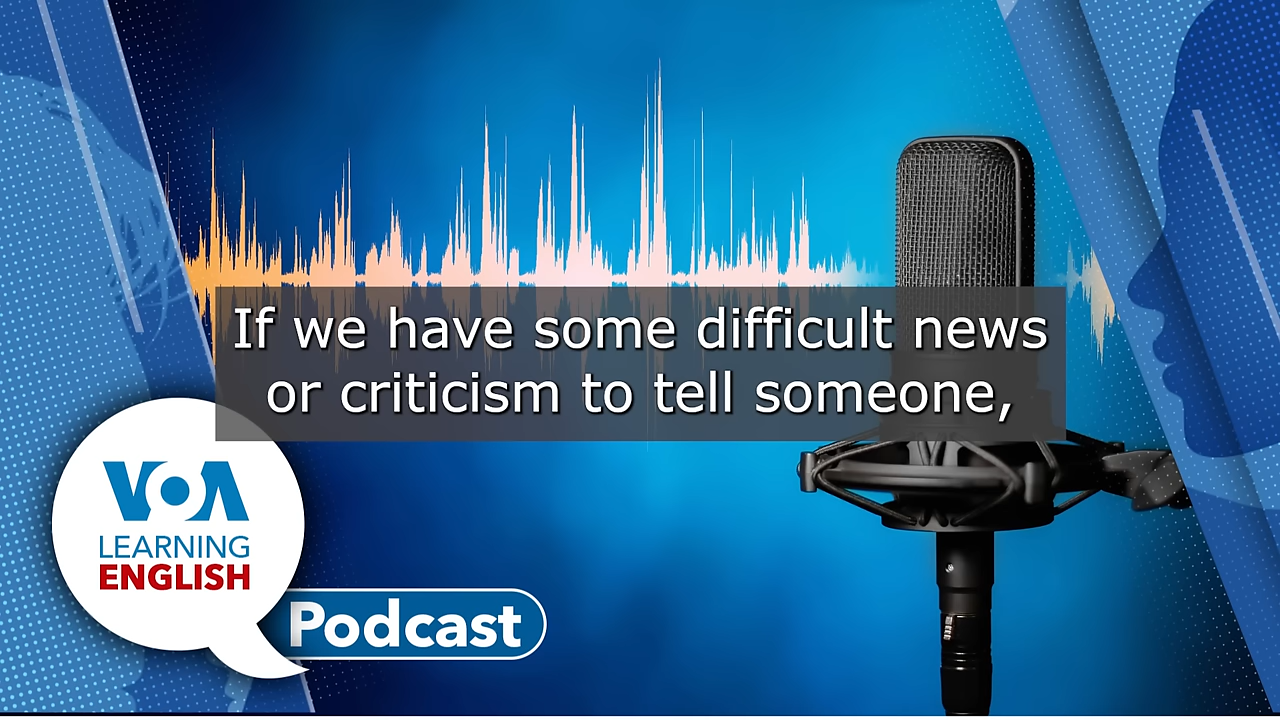 If we have some difficult news
or criticism to tell someone,
VOA
LEARNING
ENGLISH
Podcast